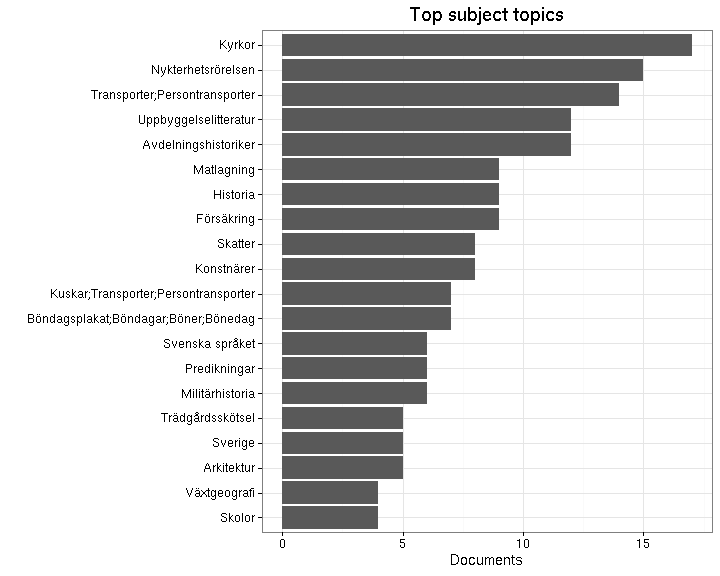 Top subject topics
Kyrkor
Nykterhetsrörelsen
Transporter;Persontransporter
Uppbyggelselitteratur
Avdelningshistoriker
Matlagning
Historia
Försäkring
Skatter
Konstnärer
Kuskar;Transporter;Persontransporter
Böndagsplakat;Böndagar;Böner;Bönedag
Svenska språket
Predikningar
Militärhistoria
Trädgårdsskötsel
Sverige
Arkitektur
Växtgeografi
Skolor
0 5 10 15
Documents